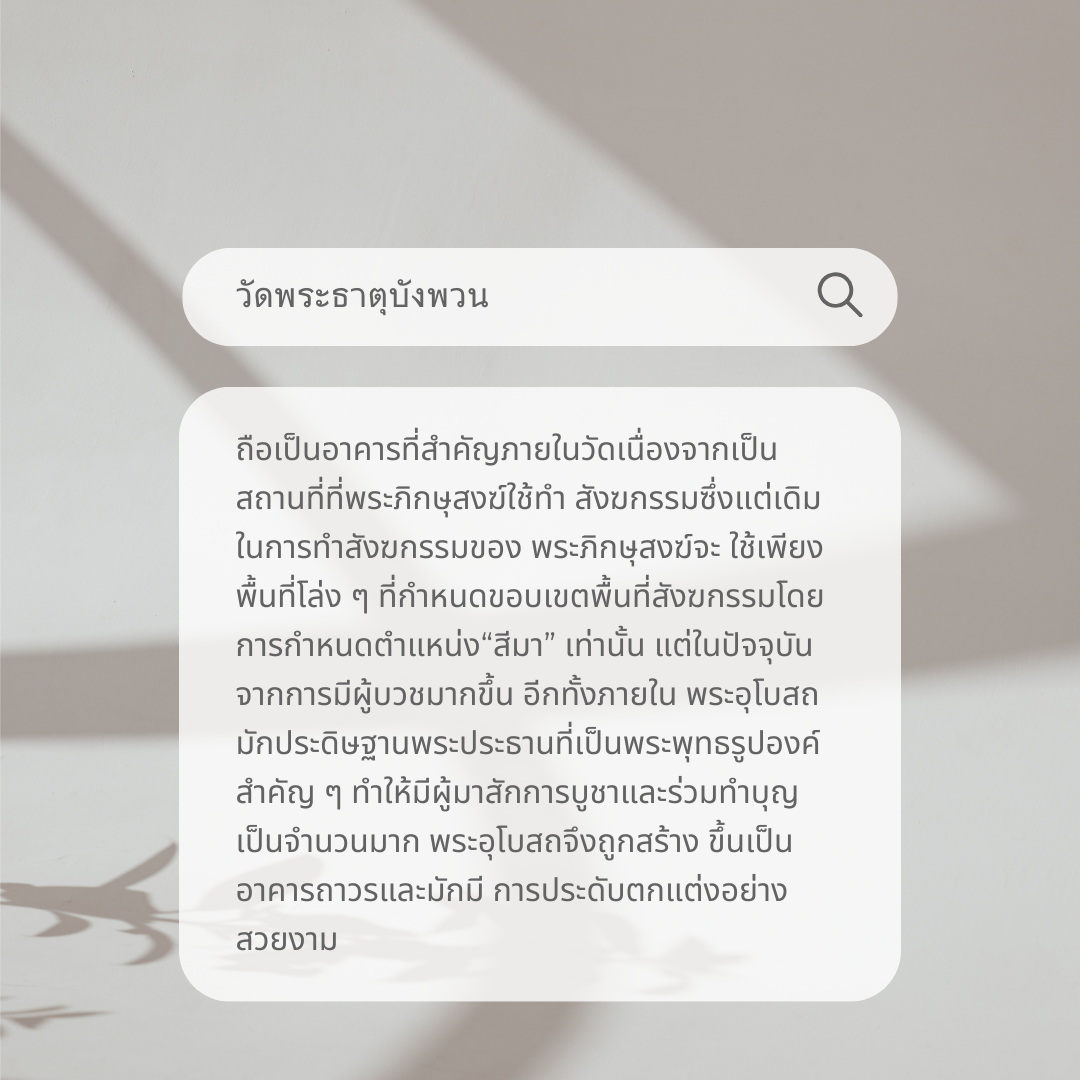 วัดพระธาตุบังพวน
ถือเป็นอาคารที่สำคัญภายในวัดเนื่องจากเป็น
สถานที่ที่พระภิกษุสงฆ์ใช้ทำ สังฆกรรมซึ่งแต่เดิม
ในการทำสังฆกรรมของ พระภิกษุสงฆ์จะ ใช้เพียง
พื้นที่โล่ง ๆ ที่กำหนดขอบเขตพื้นที่สังฆกรรมโดย
การกำหนดตำแหน่ง“สีมา” เท่านั้น แต่ในปัจจุบัน
จากการมีผู้บวชมากขึ้น อีกทั้งภายใน พระอุโบสถ
มักประดิษฐานพระประธานที่เป็นพระพุทธรูปองค์
สำคัญ ๆ ทำให้มีผู้มาสักการบูชาและร่วมทำบุญ
เป็นจำนวนมาก พระอุโบสถจึงถูกสร้าง ขึ้นเป็น
อาคารถาวรและมักมี การประดับตกแต่งอย่าง
สวยงาม